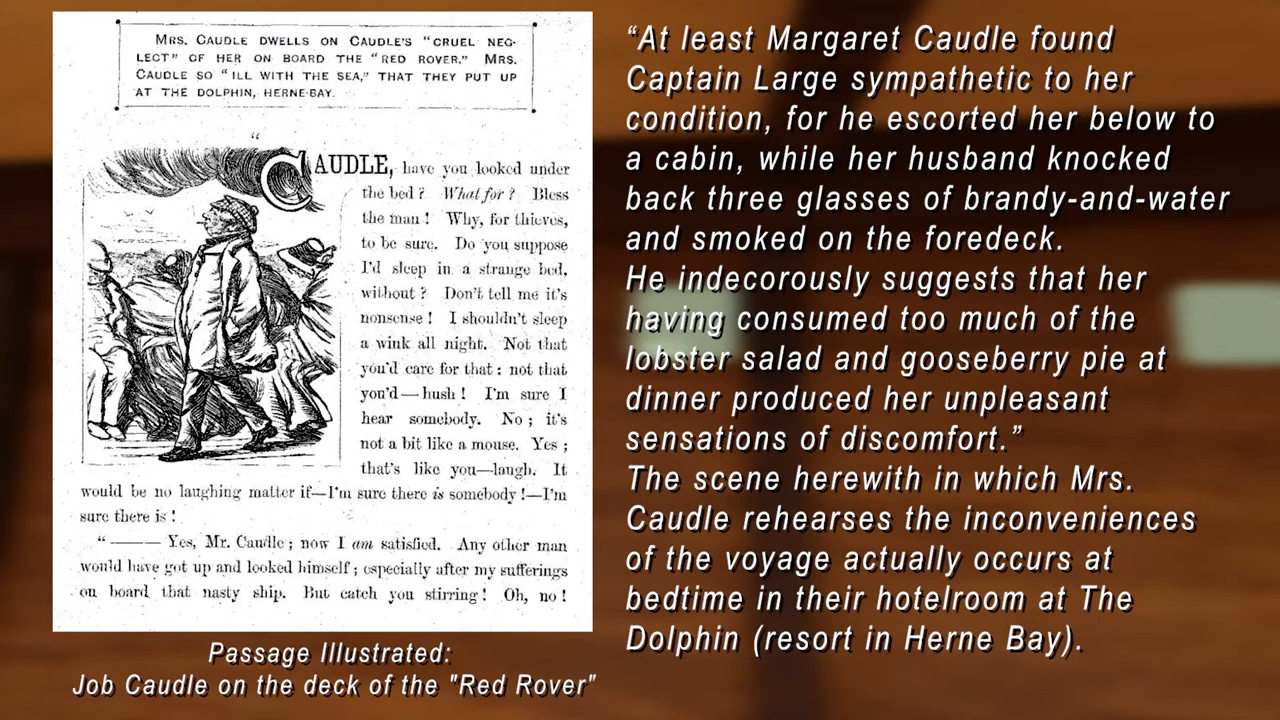 MRS. CAUDLE DWELLS ON CAUDLE'S "CRUEL NEG-
LECT" OF HER ON BOARD THE "RED ROVER." MRS.
CAUDLE SO "ILL WITH THE SEA," THAT THEY PUT UP
AT THE DOLPHIN, HERNE-BAY.
"
CAUDLE, have you looked under
the bed? What for? Bless
the man! Why, for thieves,
to be sure. Do you suppose
I'd sleep in a strange bed,
without? Don't tell me it's
nonsense! I shouldn't sleep
a wink all night. Not that
you'd care for that: not that
you'd—hush! I'm sure I
hear somebody. No; it's
not a bit like a mouse. Yes;
that's like you—laugh. It
would be no laughing matter if—I'm sure there is somebody!—I'm
sure there is!
"——— Yes, Mr. Caudle; now I am satisfied. Any other man
would have got up and looked himself; especially after my sufferings
on board that nasty ship. But catch you stirring! Oh, no!
Passage Illustrated:
Job Caudle on the deck of the "Red Rover"
“At least Margaret Caudle found
Captain Large sympathetic to her
condition, for he escorted her below to
a cabin, while her husband knocked
back three glasses of brandy-and-water
and smoked on the foredeck.
He indecorously suggests that her
having consumed too much of the
lobster salad and gooseberry pie at
dinner produced her unpleasant
sensations of discomfort.”
The scene herewith in which Mrs.
Caudle rehearses the inconveniences
of the voyage actually occurs at
bedtime in their hotelroom at The
Dolphin (resort in Herne Bay).